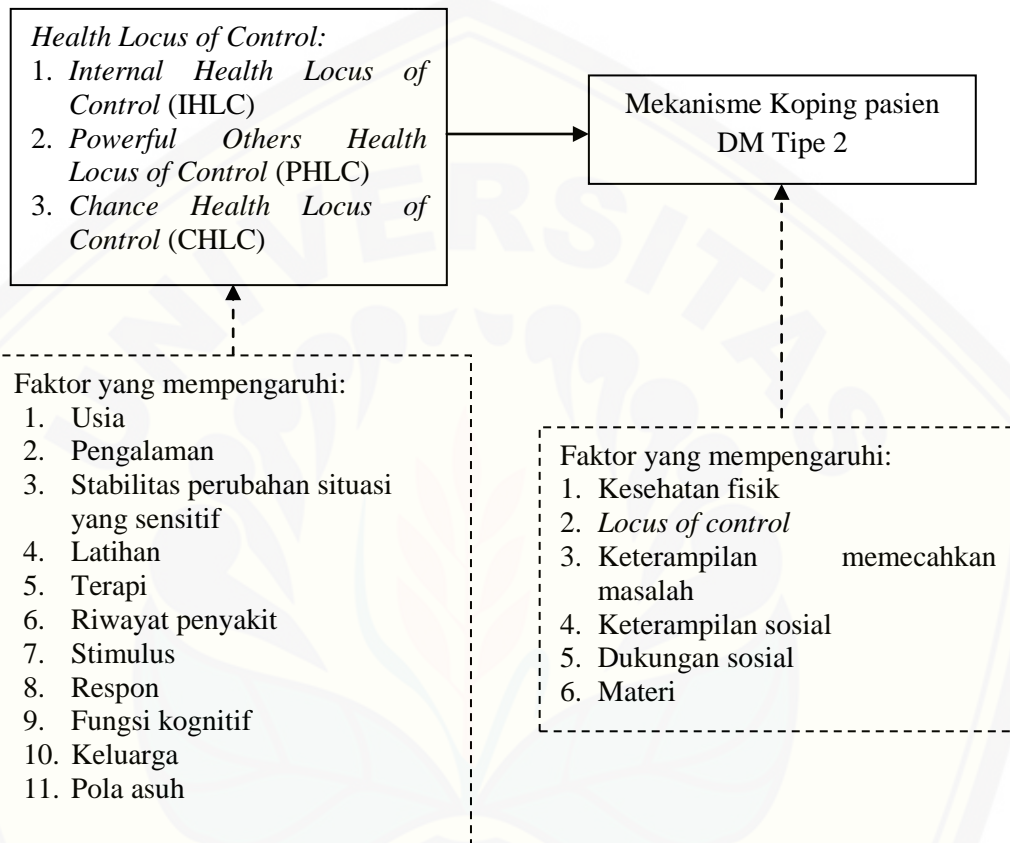 Health Locus of Control:
1. Internal Health Locus of
Control (IHLC)
2. Powerful Others Health
Locus of Control (PHLC)
3. Chance Health Locus of
Control (CHLC)
Mekanisme Koping pasien
DM Tipe 2
Faktor yang mempengaruhi:
1. Usia
2. Pengalaman
3. Stabilitas perubahan situasi
yang sensitif
4. Latihan
5. Terapi
6. Riwayat penyakit
7. Stimulus
8. Respon
9. Fungsi kognitif
10. Keluarga
11. Pola asuh
Faktor yang mempengaruhi:
1. Kesehatan fisik
2. Locus of control
3. Keterampilan memecahkan
masalah
4. Keterampilan sosial
5. Dukungan sosial
6. Materi
UNIVERSITAS